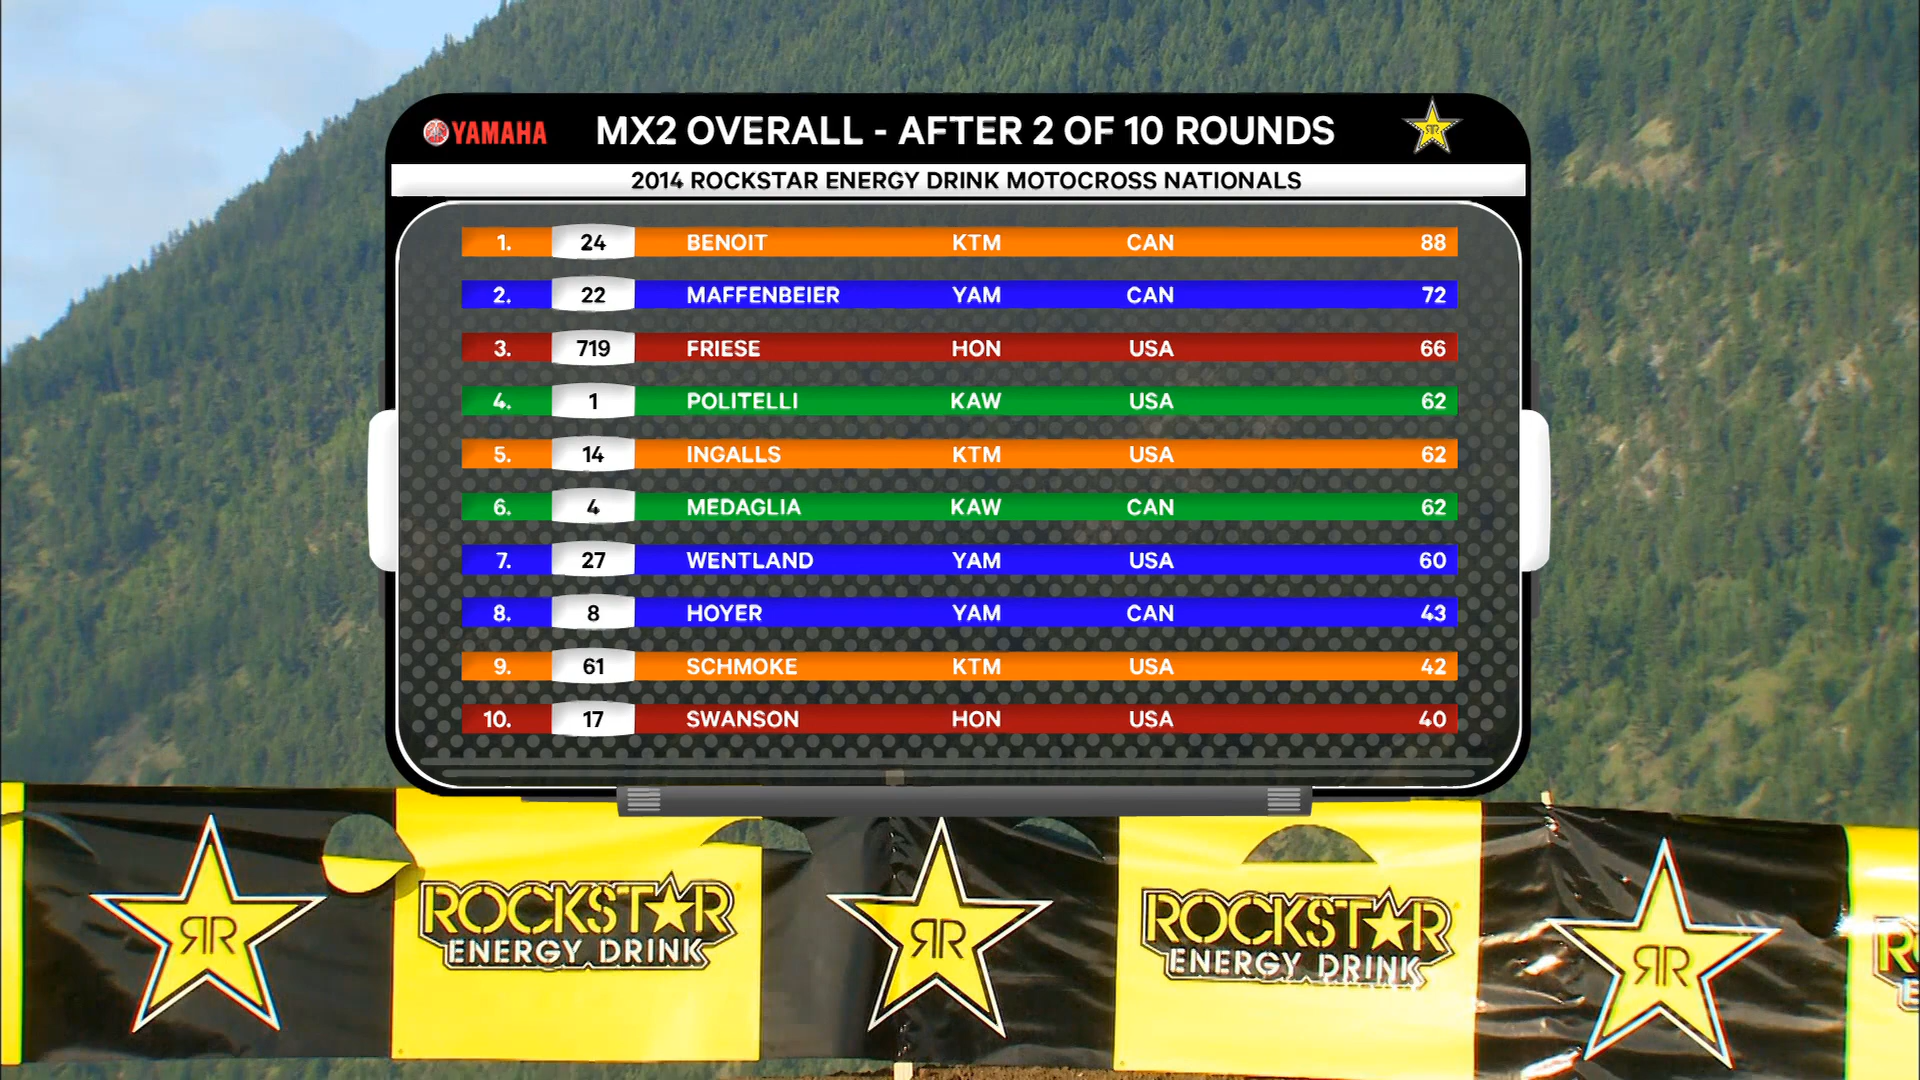 YAMAHA MX2 OVERALL - AFTER 2 OF 10 ROUNDS
2014 ROCKSTAR ENERGY DRINK MOTOCROSS NATIONALS
1. 24 BENOIT KTM CAN 88
2. 22 MAFFENBEIER YAM CAN 72
3. 719 FRIESE HON USA 66
4. 1 POLITELLI KAW USA 62
5. 14 INGALLS KTM USA 62
6. 4 MEDAGLIA KAW CAN 62
7. 27 WENTLAND YAM USA 60
8. 8 HOYER YAM CAN 43
9. 61 SCHMOKE KTM USA 42
10. 17 SWANSON HON USA 40
ROCKSTAR
ENERGY DRINK
ROCKSTAR
ENERGY DRINK